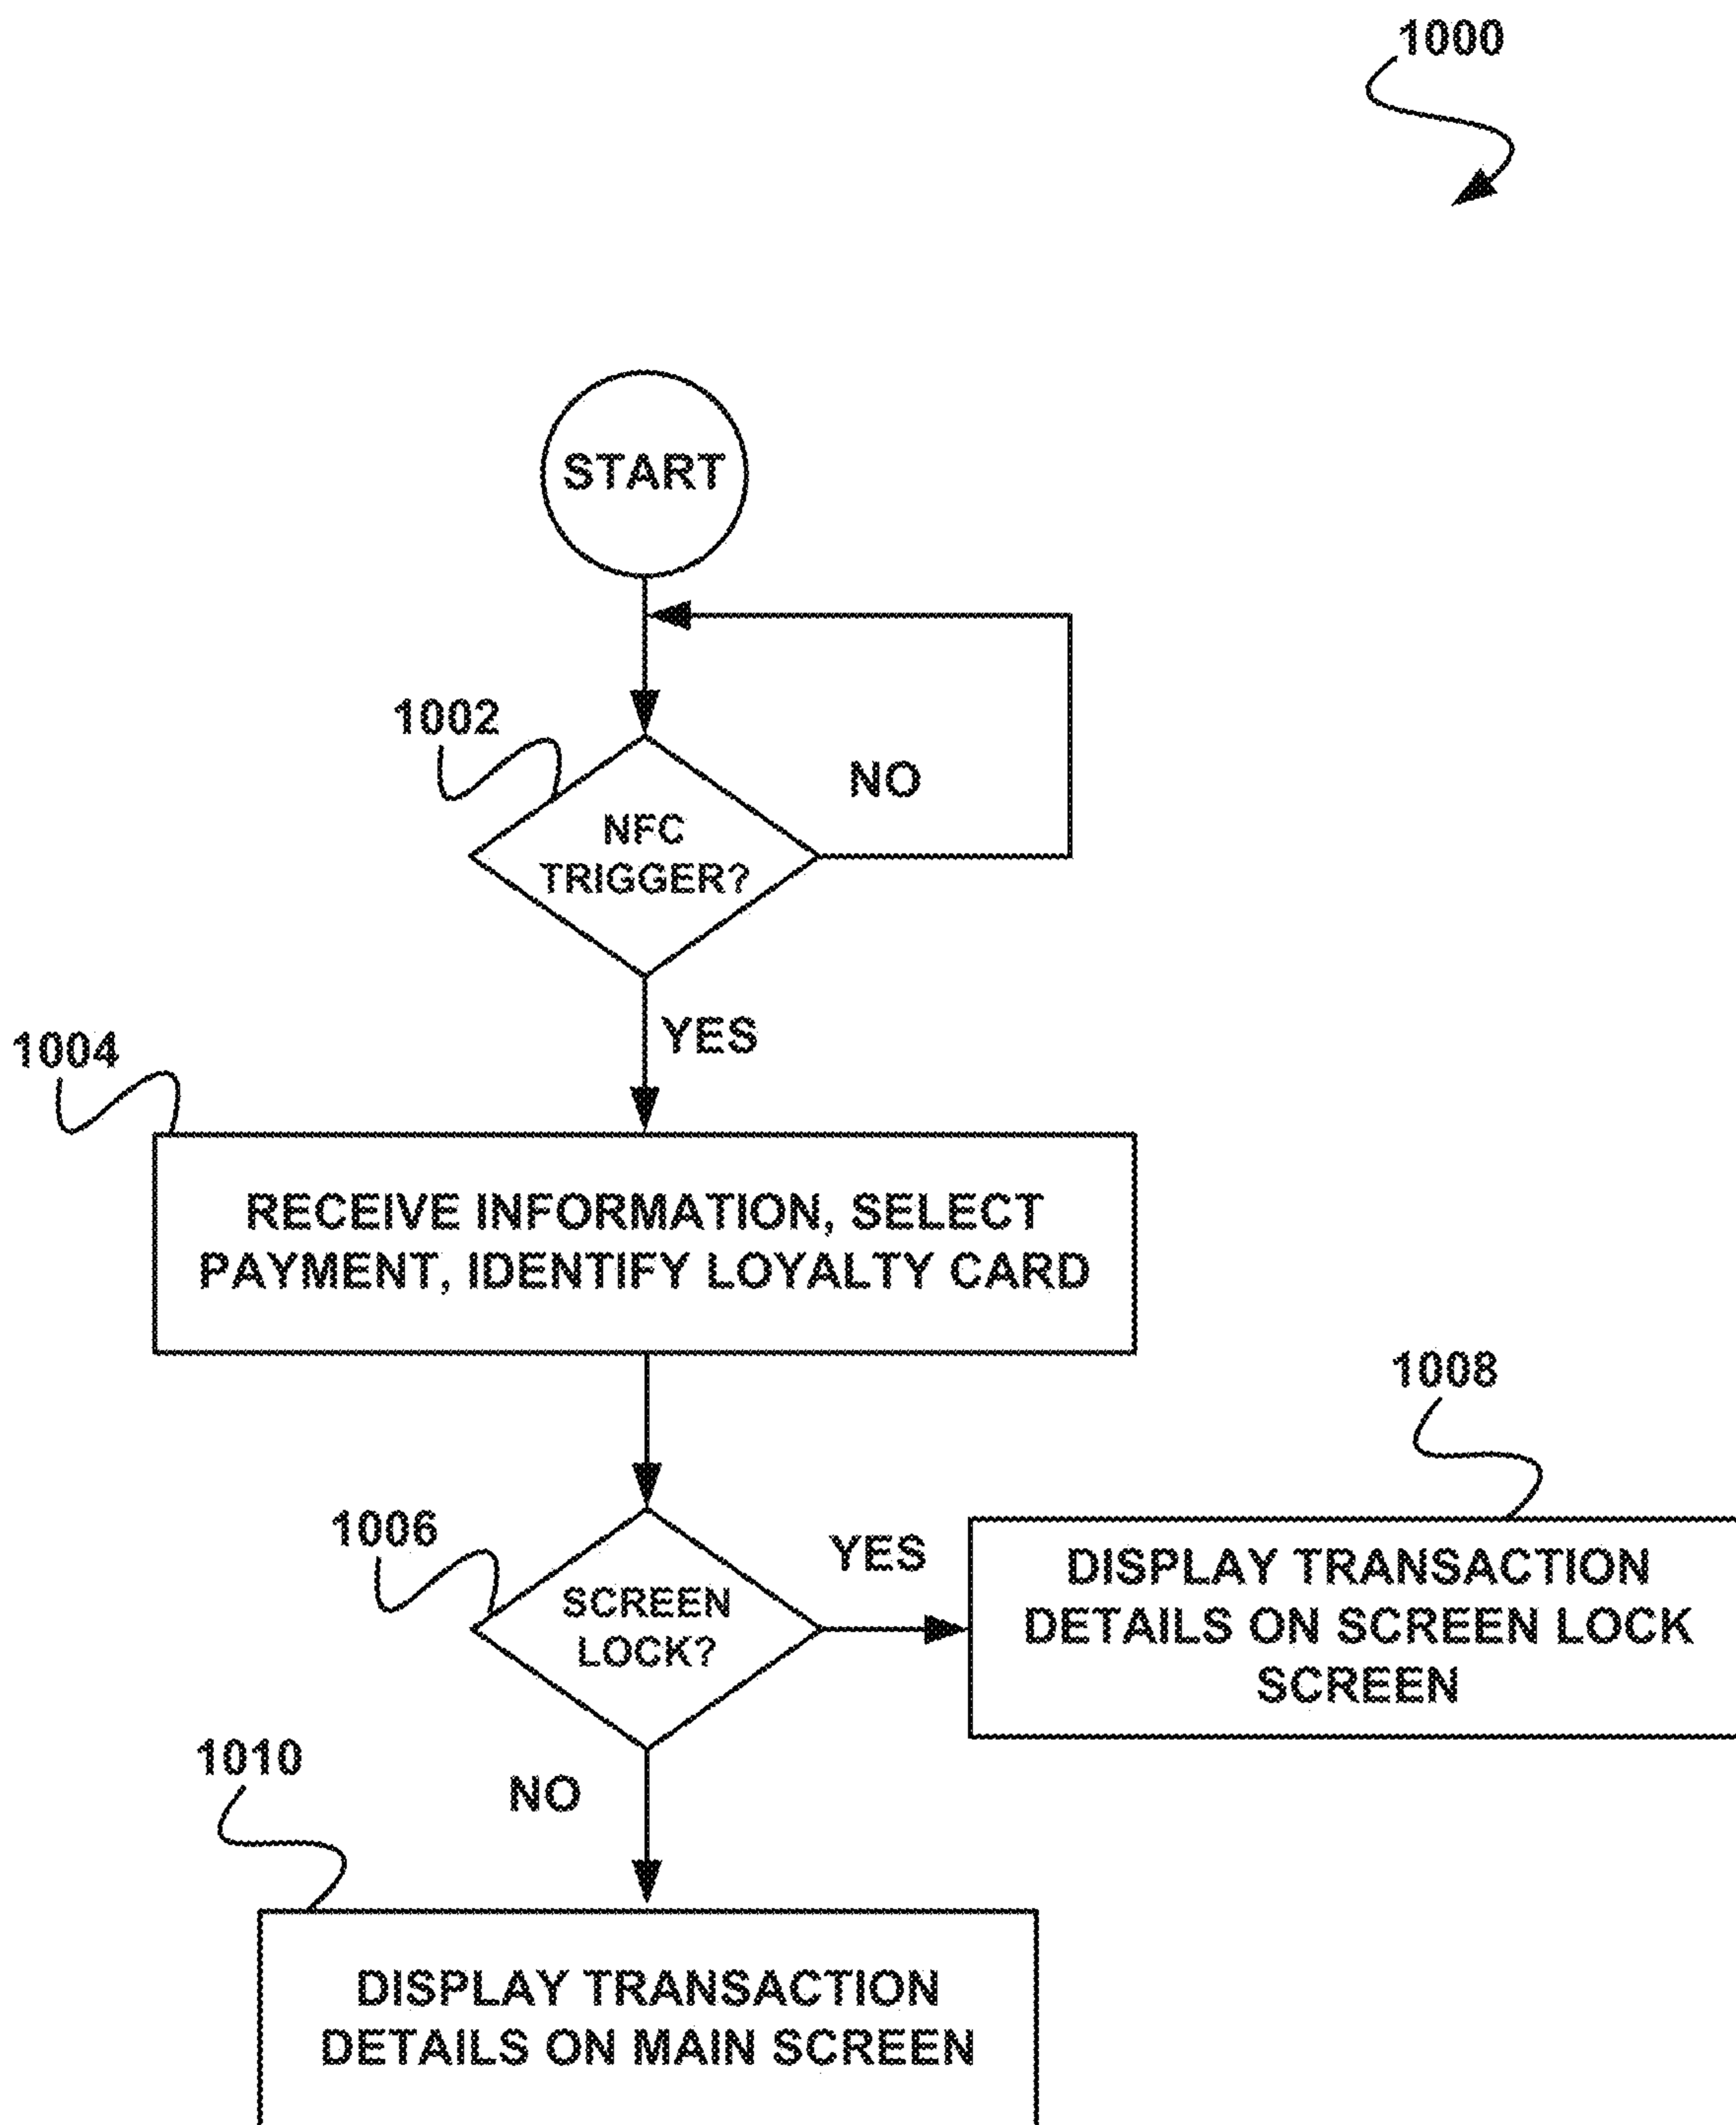 1000
START
1002
NO
NFC
TRIGGER?
YES
1004
RECEIVE INFORMATION, SELECT
PAYMENT, IDENTIFY LOYALTY CARD
1008
1006
YES
SCREEN
LOCK?
DISPLAY TRANSACTION
DETAILS ON SCREEN LOCK
SCREEN
1010
NO
DISPLAY TRANSACTION
DETAILS ON MAIN SCREEN